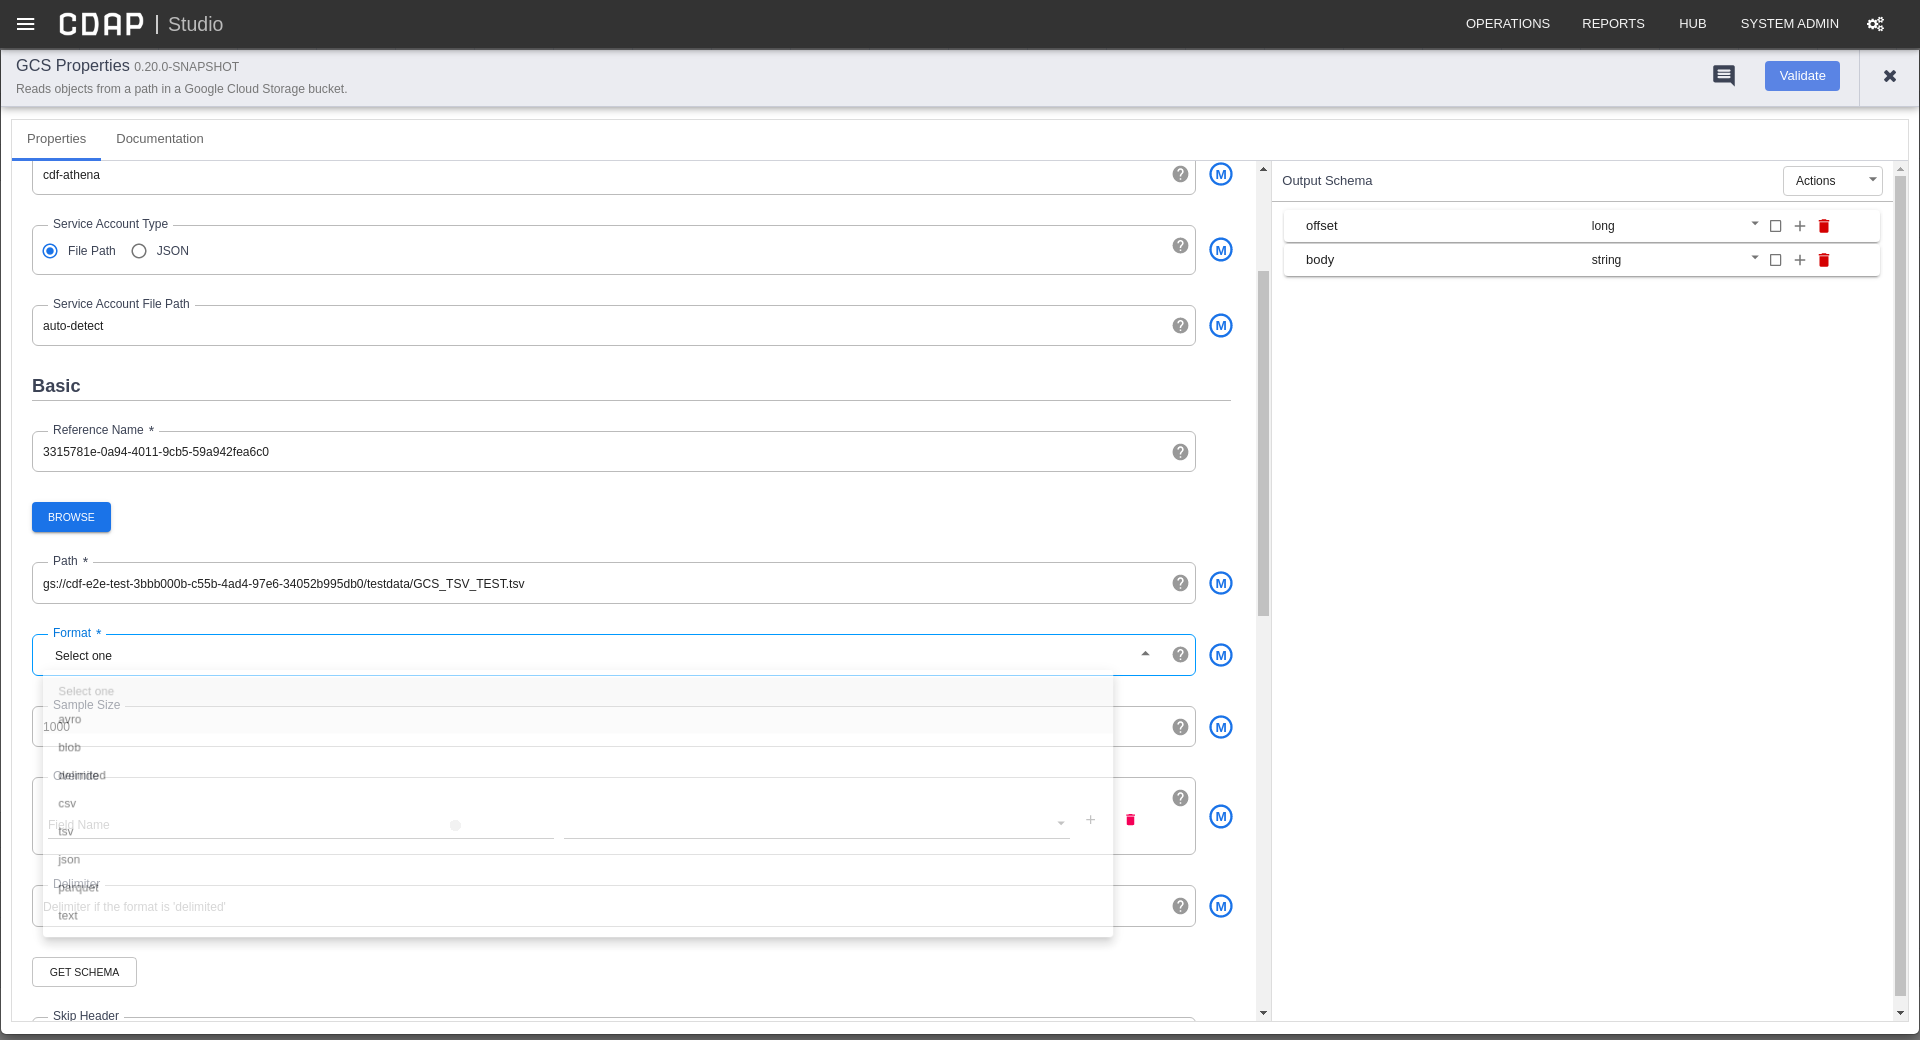 CDAP | Studio
OPERATIONS REPORTS HUB SYSTEM ADMIN
GCS Properties 0.20.0-SNAPSHOT
Reads objects from a path in a Google Cloud Storage bucket.
Validate
Properties Documentation
cdf-athena
M
Service Account Type
File Path JSON
M
Service Account File Path
auto-detect
M
Basic
Reference Name *
3315781e-0a94-4011-9cb5-59a942fea6c0
BROWSE
Path *
gs://cdf-e2e-test-3bbb000b-c55b-4ad4-97e6-34052b995db0/testdata/GCS_TSV_TEST.tsv
M
Format *
Select one
M
Select one
Sample Size
avro
1000
M
blob
Override
delimited
csv
M
Field Name
tsv
json
Delimiter
parquet
Delimiter if the format is 'delimited'
M
text
GET SCHEMA
Skip Header
Output Schema
Actions
offset long
body string